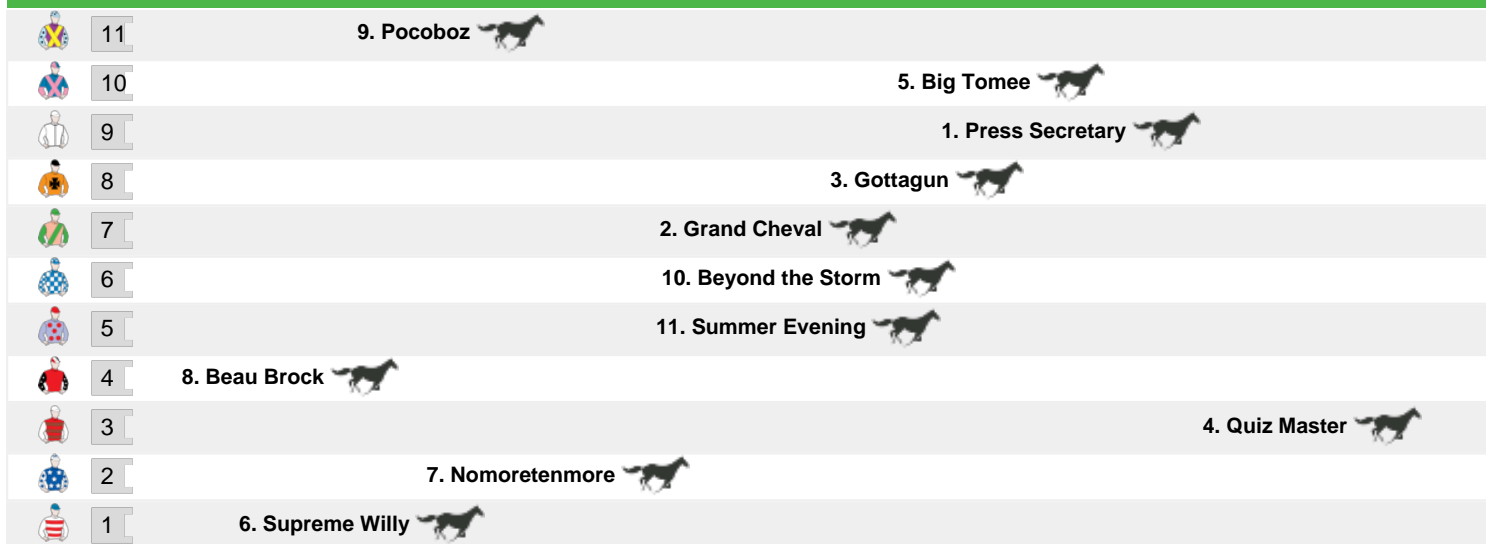 11 9. Pocoboz
10 5. Big Tomee
9 1. Press Secretary
8 3. Gottagun
7 2. Grand Cheval
6 10. Beyond the Storm
5 11. Summer Evening
4 8. Beau Brock
3 4. Quiz Master
2 7. Nomoretenmore
1 6. Supreme Willy